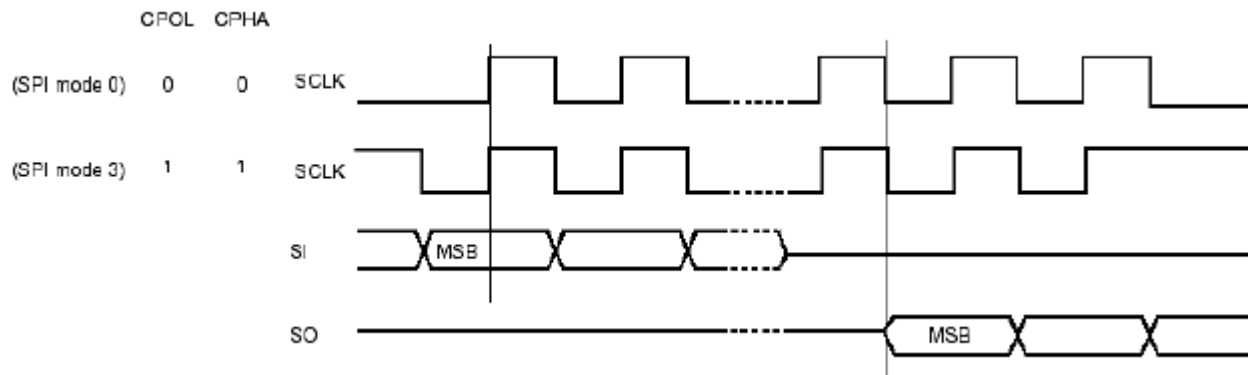 CPOL CPHA
(SPI mode 0) 0 0 SCLK
(SPI mode 3) 1 1 SCLK
SI MSB
SO MSB